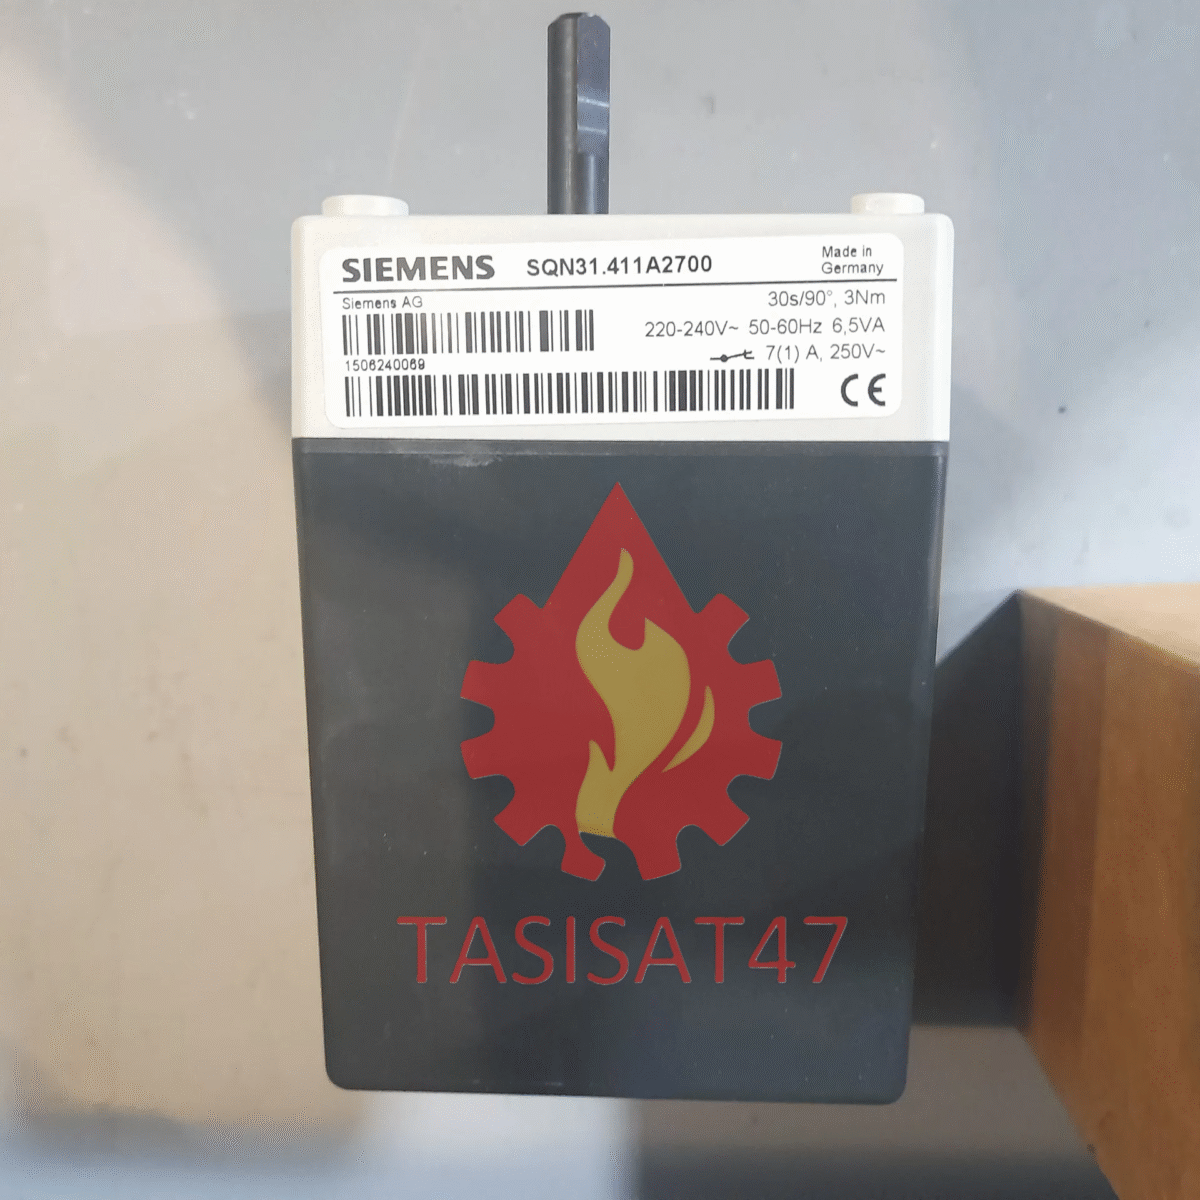 SIEMENS SQN31.411A2700 Made in Germany
Siemens AG
30s/90°, 3Nm
220-240V~ 50-60Hz 6,5VA
7(1) A, 250V~
1506240069
CE
TASISAT47